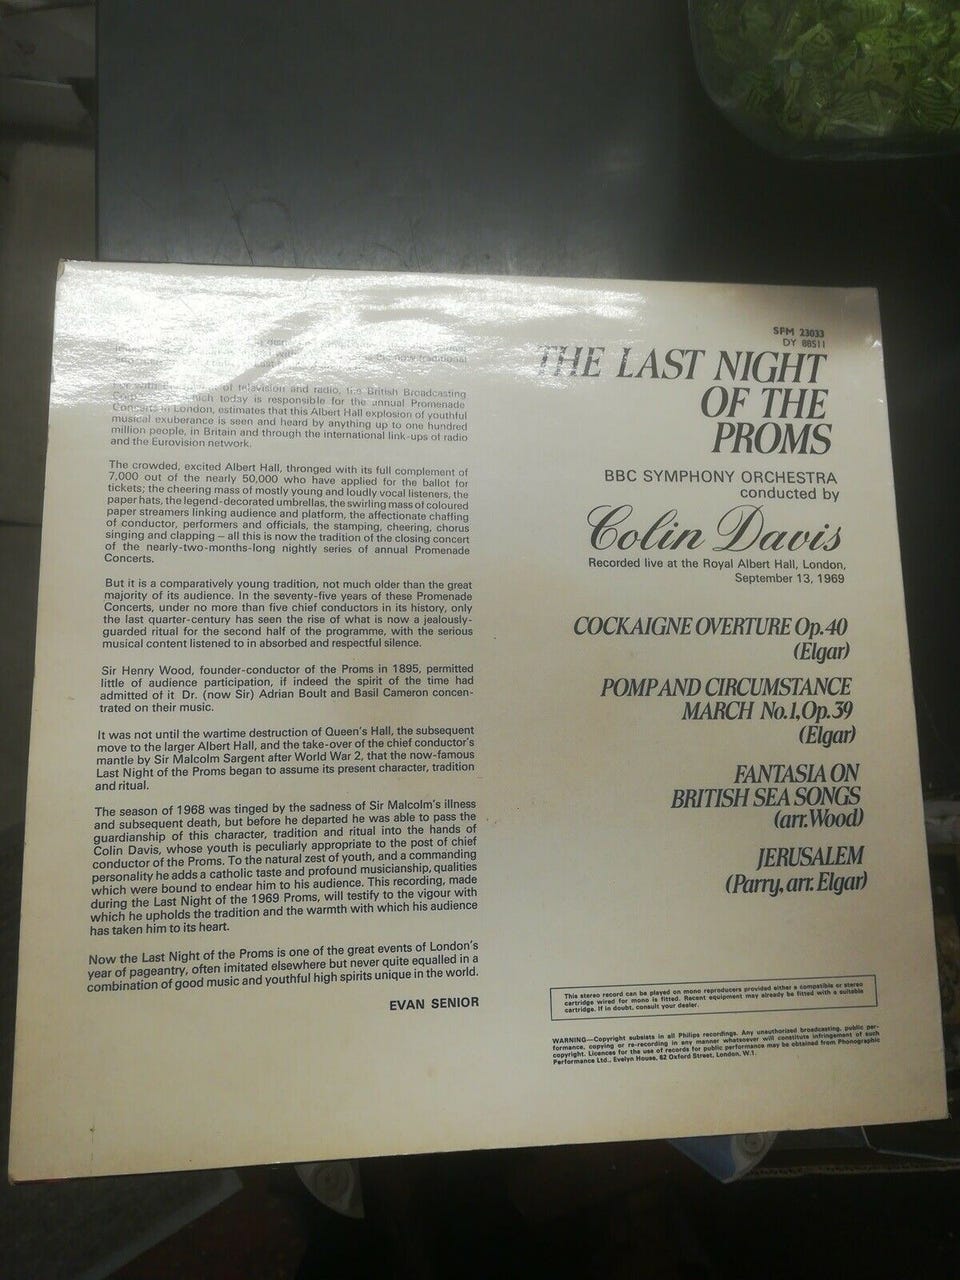 the now traditional
of television and radio, the British Broadcasting
which today is responsible for the annual Promenade
Concerts in London, estimates that this Albert Hall explosion of youthful
musical exuberance is seen and heard by anything up to one hundred
million people, in Britain and through the international link-ups of radio
and the Eurovision network.
The crowded, excited Albert Hall, thronged with its full complement of
7,000 out of the nearly 50,000 who have applied for the ballot for
tickets; the cheering mass of mostly young and loudly vocal listeners, the
paper hats, the legend-decorated umbrellas, the swirling mass of coloured
paper streamers linking audience and platform, the affectionate chaffing
of conductor, performers and officials, the stamping, cheering, chorus
singing and clapping – all this is now the tradition of the closing concert
of the nearly-two-months-long nightly series of annual Promenade
Concerts.
But it is a comparatively young tradition, not much older than the great
majority of its audience. In the seventy-five years of these Promenade
Concerts, under no more than five chief conductors in its history, only
the last quarter-century has seen the rise of what is now a jealously-
guarded ritual for the second half of the programme, with the serious
musical content listened to in absorbed and respectful silence.
Sir Henry Wood, founder-conductor of the Proms in 1895, permitted
little of audience participation, if indeed the spirit of the time had
admitted of it Dr. (now Sir) Adrian Boult and Basil Cameron concen-
trated on their music.
It was not until the wartime destruction of Queen's Hall, the subsequent
move to the larger Albert Hall, and the take-over of the chief conductor's
mantle by Sir Malcolm Sargent after World War 2, that the now-famous
Last Night of the Proms began to assume its present character, tradition
and ritual.
The season of 1968 was tinged by the sadness of Sir Malcolm's illness
and subsequent death, but before he departed he was able to pass the
guardianship of this character, tradition and ritual into the hands of
Colin Davis, whose youth is peculiarly appropriate to the post of chief
conductor of the Proms. To the natural zest of youth, and a commanding
personality he adds a catholic taste and profound musicianship, qualities
which were bound to endear him to his audience. This recording, made
during the Last Night of the 1969 Proms, will testify to the vigour with
which he upholds the tradition and the warmth with which his audience
has taken him to its heart.
Now the Last Night of the Proms is one of the great events of London's
year of pageantry, often imitated elsewhere but never quite equalled in a
combination of good music and youthful high spirits unique in the world.
EVAN SENIOR
SFM 23033
DY 88511
THE LAST NIGHT
OF THE
PROMS
BBC SYMPHONY ORCHESTRA
conducted by
Colin Davis
Recorded live at the Royal Albert Hall, London,
September 13, 1969
COCKAIGNE OVERTURE Op.40
(Elgar)
POMP AND CIRCUMSTANCE
MARCH No.1, Op.39
(Elgar)
FANTASIA ON
BRITISH SEA SONGS
(arr. Wood)
JERUSALEM
(Parry, arr. Elgar)
This stereo record can be played on mono reproducers provided either a compatible or stereo
cartridge wired for mono is fitted. Recent equipment may already be fitted with a suitable
cartridge. If in doubt, consult your dealer.
WARNING—Copyright subsists in all Philips recordings. Any unauthorised broadcasting, public per-
formance, copying or re-recording in any manner whatsoever will constitute infringement of such
copyright. Licences for the use of records for public performance may be obtained from Phonographic
Performance Ltd., Evelyn House, 62 Oxford Street, London, W.1.